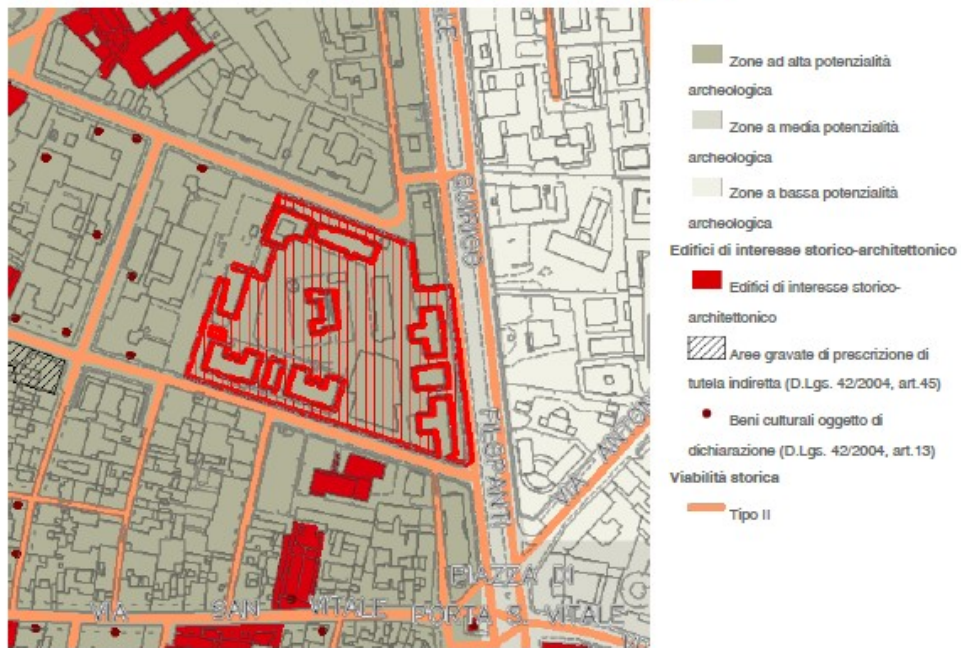 Zone ad alta potenzialità
archeologica
Zone a media potenzialità
archeologica
Zone a bassa potenzialità
archeologica
Edifici di interesse storico-architettonico
Edifici di interesse storico-
architettonico
Aree gravate di prescrizione di
tutela indiretta (D.Lgs. 42/2004, art.45)
Beni culturali oggetto di
dichiarazione (D.Lgs. 42/2004, art.13)
Viabilità storica
Tipo II
FILOPANTI
PIAZZA DI
PORTA S. VITALE
VIA SAN VITALE